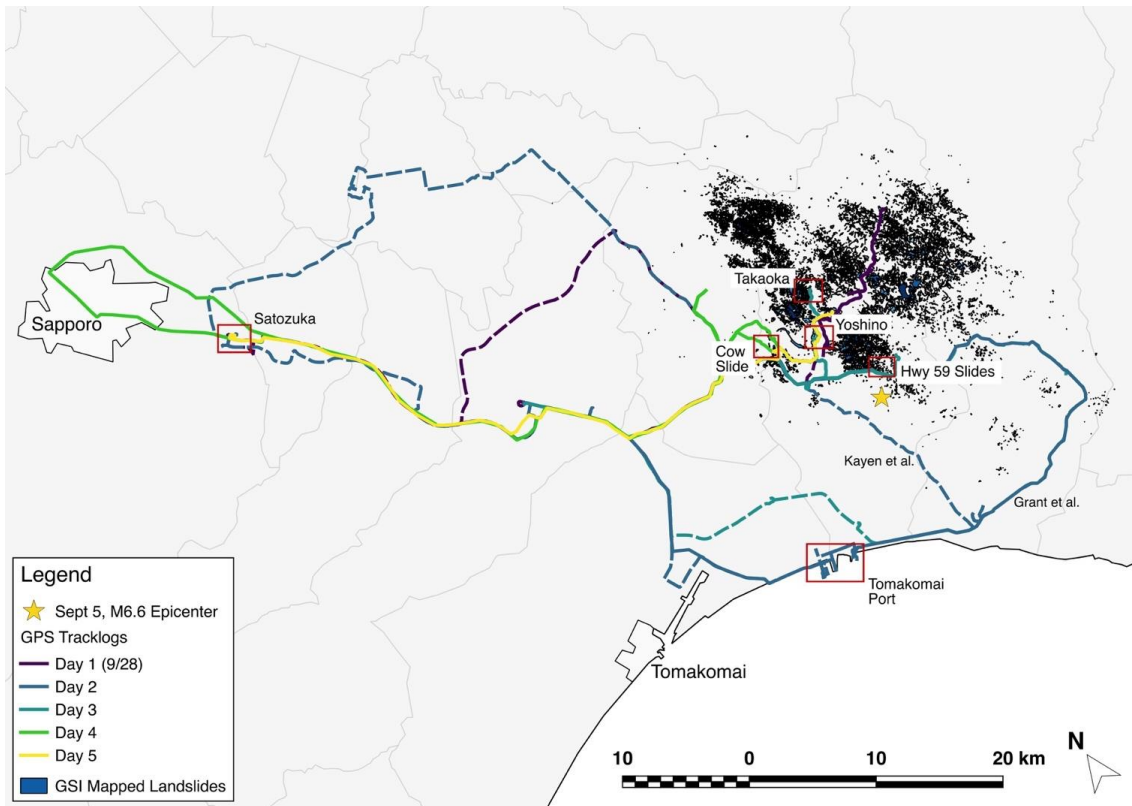 Takaoka
Satozuka
Sapporo
Yoshino
Cow
Slide
Hwy 59 Slides
Kayen et al.
Grant et al.
Tomakomai
Port
Tomakomai
Legend
Sept 5, M6.6 Epicenter
GPS Tracklogs
Day 1 (9/28)
Day 2
Day 3
Day 4
Day 5
GSI Mapped Landslides
10 0 10 20 km
N